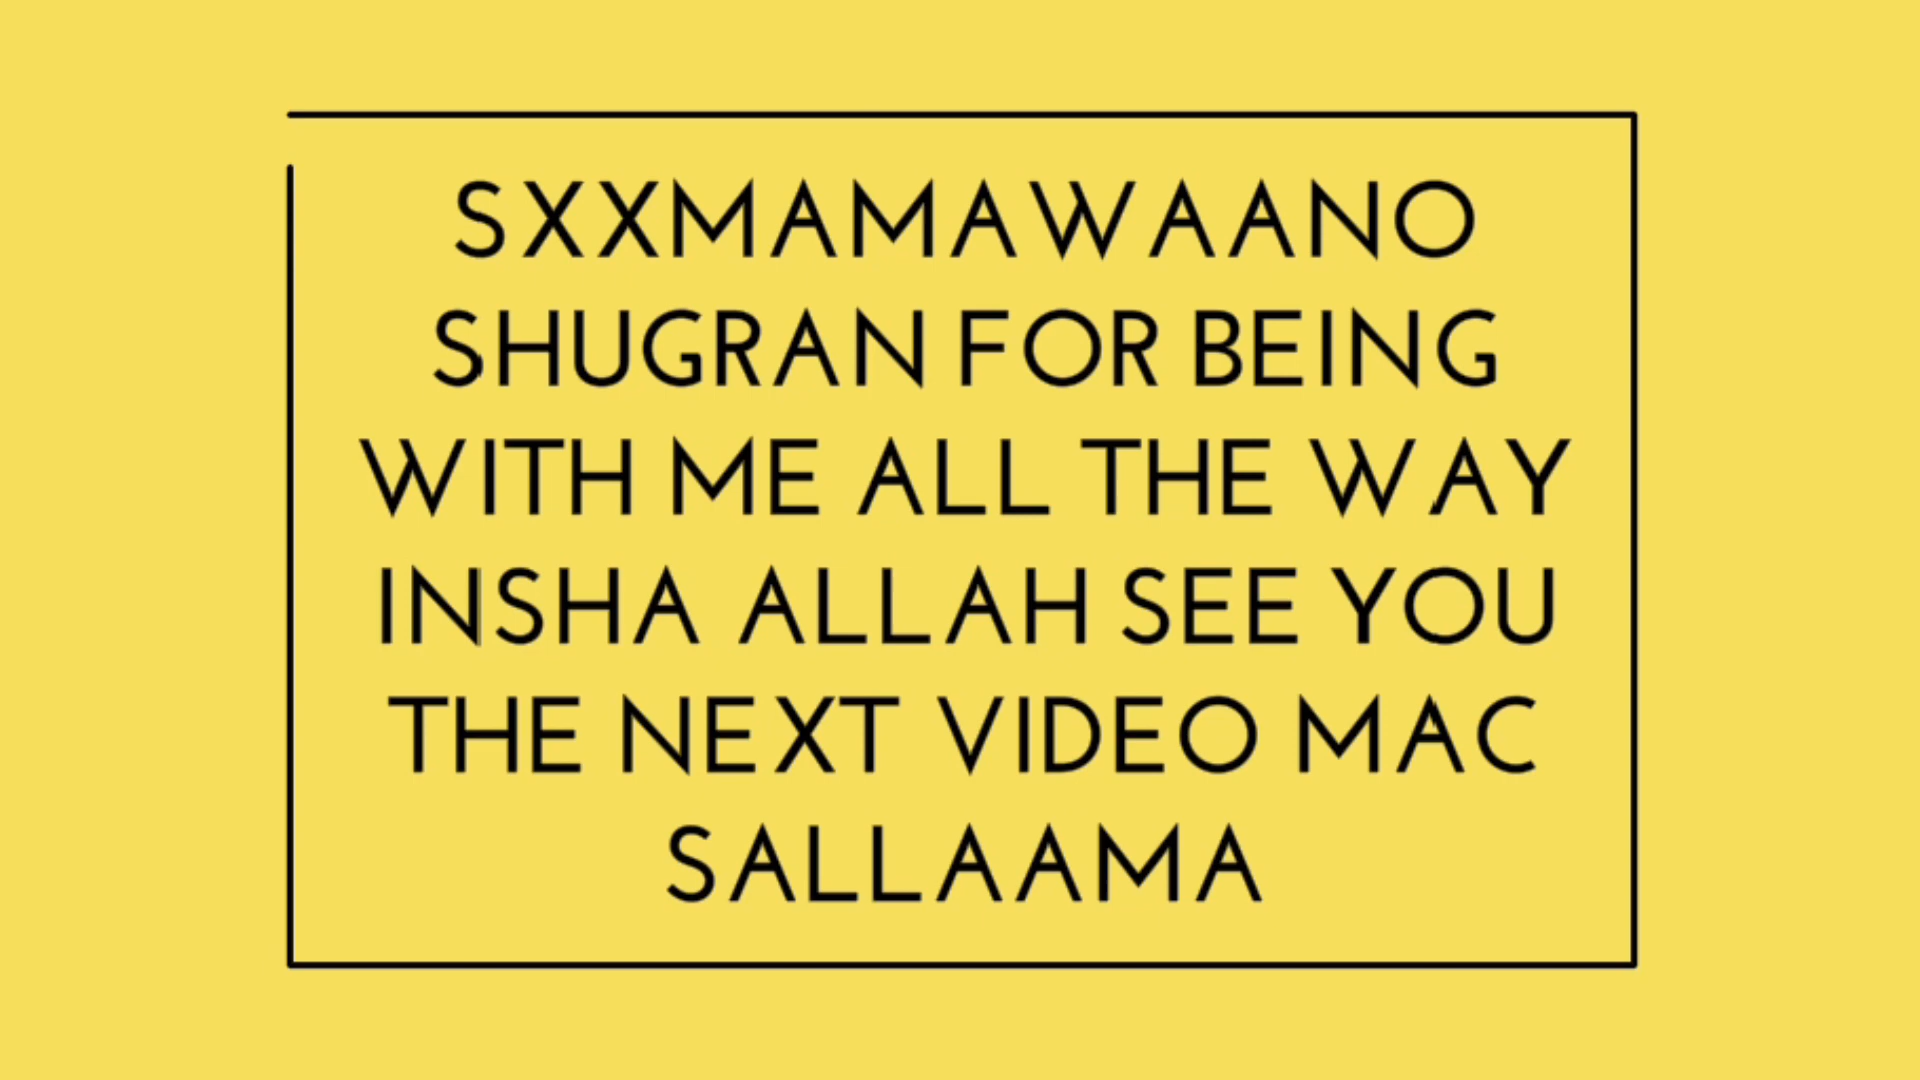 SXXMAMAWAANO
SHUGRAN FOR BEING
WITH ME ALL THE WAY
INSHA ALLAH SEE YOU
THE NEXT VIDEO MAC
SALLAAMA